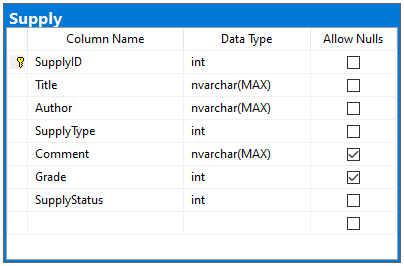 Supply
Column Name Data Type Allow Nulls
SupplyID int
Title nvarchar(MAX)
Author nvarchar(MAX)
SupplyType int
Comment nvarchar(MAX)
Grade int
SupplyStatus int